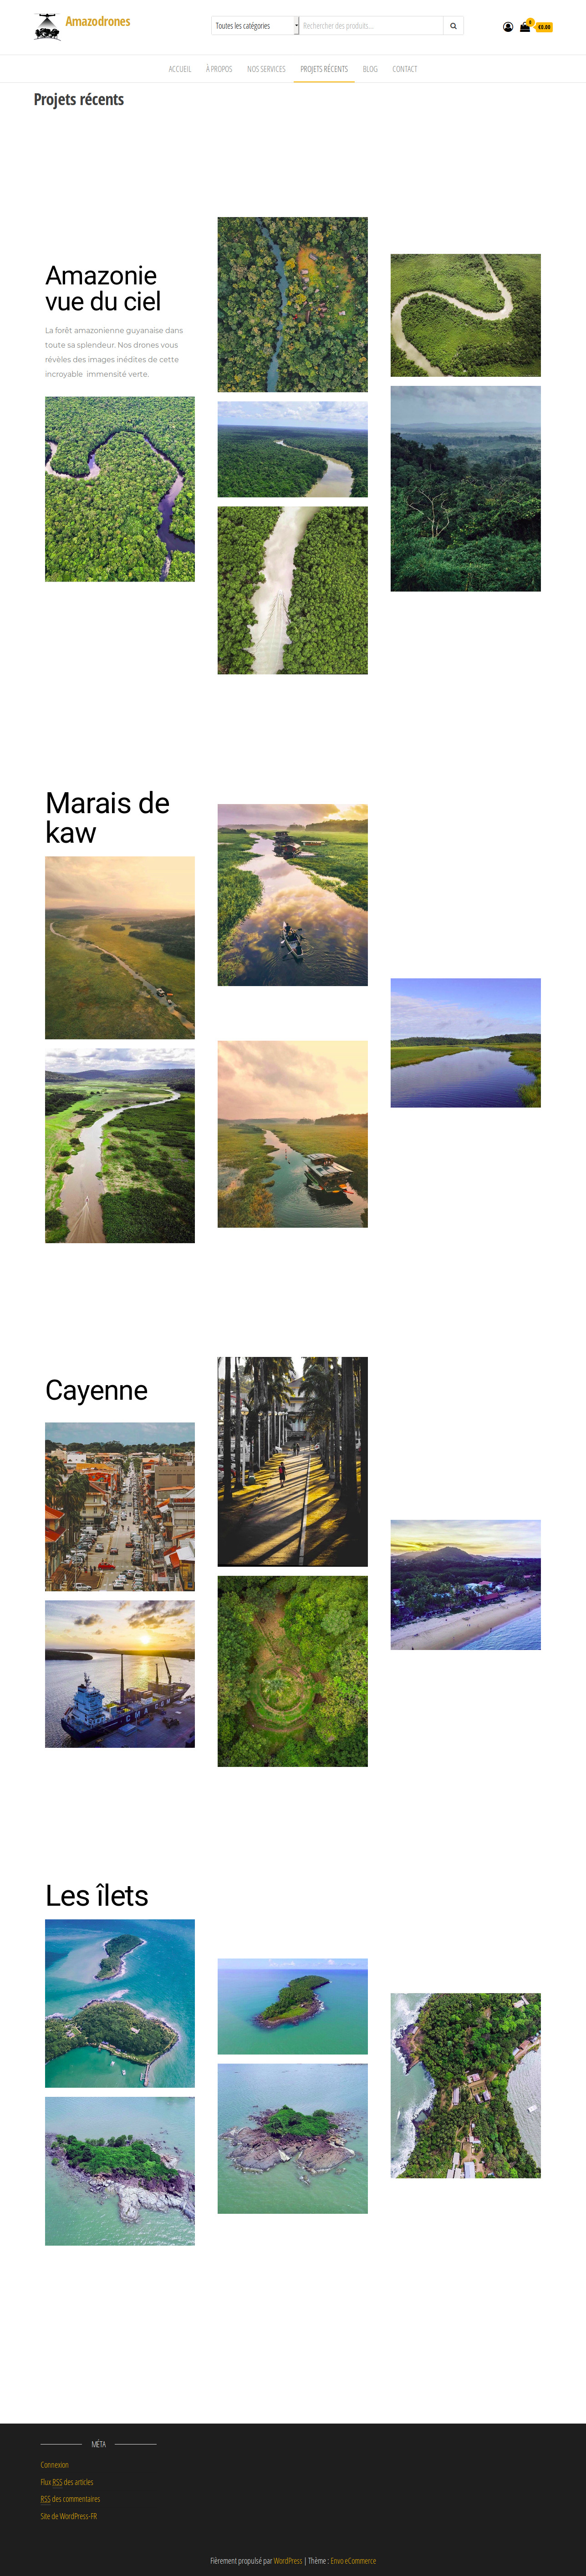 Amazodrones
Toutes les catégories
Rechercher des produits...
0
€0.00
ACCUEIL
À PROPOS
NOS SERVICES
PROJETS RÉCENTS
BLOG
CONTACT
Projets récents
Amazonie
vue du ciel
La forêt amazonienne guyanaise dans
toute sa splendeur. Nos drones vous
révèles des images inédites de cette
incroyable immensité verte.
Marais de
kaw
Cayenne
CMA CGM
Les îlets
MÉTA
Connexion
Flux RSS des articles
RSS des commentaires
Site de WordPress-FR
Fièrement propulsé par WordPress | Thème : Envo eCommerce